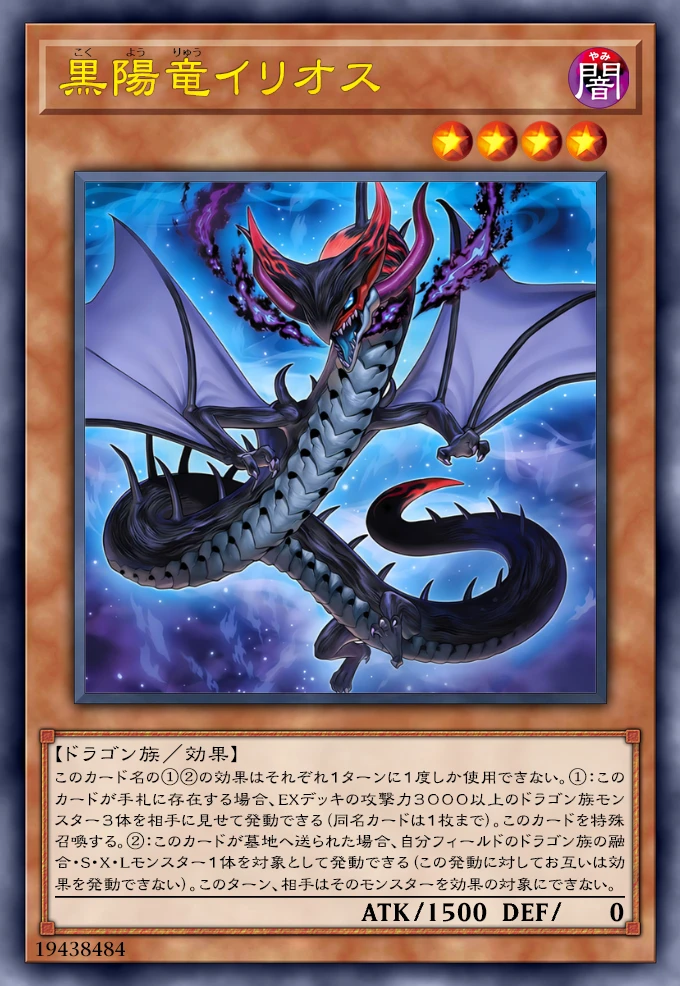 こく よう りゅう
黒陽竜イリオス
やみ
闇
【ドラゴン族／効果】
このカード名の①②の効果はそれぞれ１ターンに１度しか使用できない。①：この
カードが手札に存在する場合、EXデッキの攻撃力３０００以上のドラゴン族モン
スター３体を相手に見せて発動できる(同名カードは１枚まで)。このカードを特殊
召喚する。②：このカードが墓地へ送られた場合、自分フィールドのドラゴン族の融
合・S・X・Lモンスター１体を対象として発動できる(この発動に対してお互いは効
果を発動できない)。このターン、相手はそのモンスターを効果の対象にできない。
ATK/1500 DEF/ 0
19438484